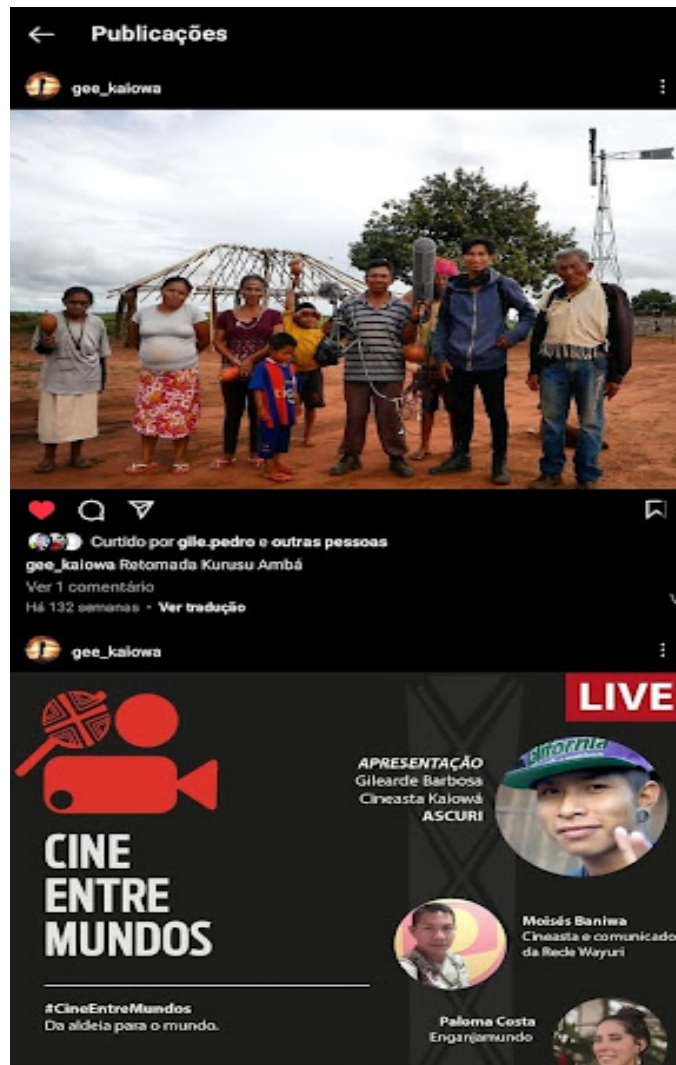 Publicações
gee_kaiowa
Curtido por gile.pedro e outras pessoas
gee_kaiowa Retomada Kurusu Ambá
Ver 1 comentário
Há 132 semanas • Ver tradução
gee_kaiowa
LIVE
APRESENTAÇÃO
Gilearde Barbosa
Cineasta Kaiowá
ASCURI
CINE
ENTRE
MUNDOS
Moisés Baniwa
Cineasta e comunicado
da Rede Wayuri
#CineEntreMundos
Da aldeia para o mundo.
Paloma Costa
Enganjamundo